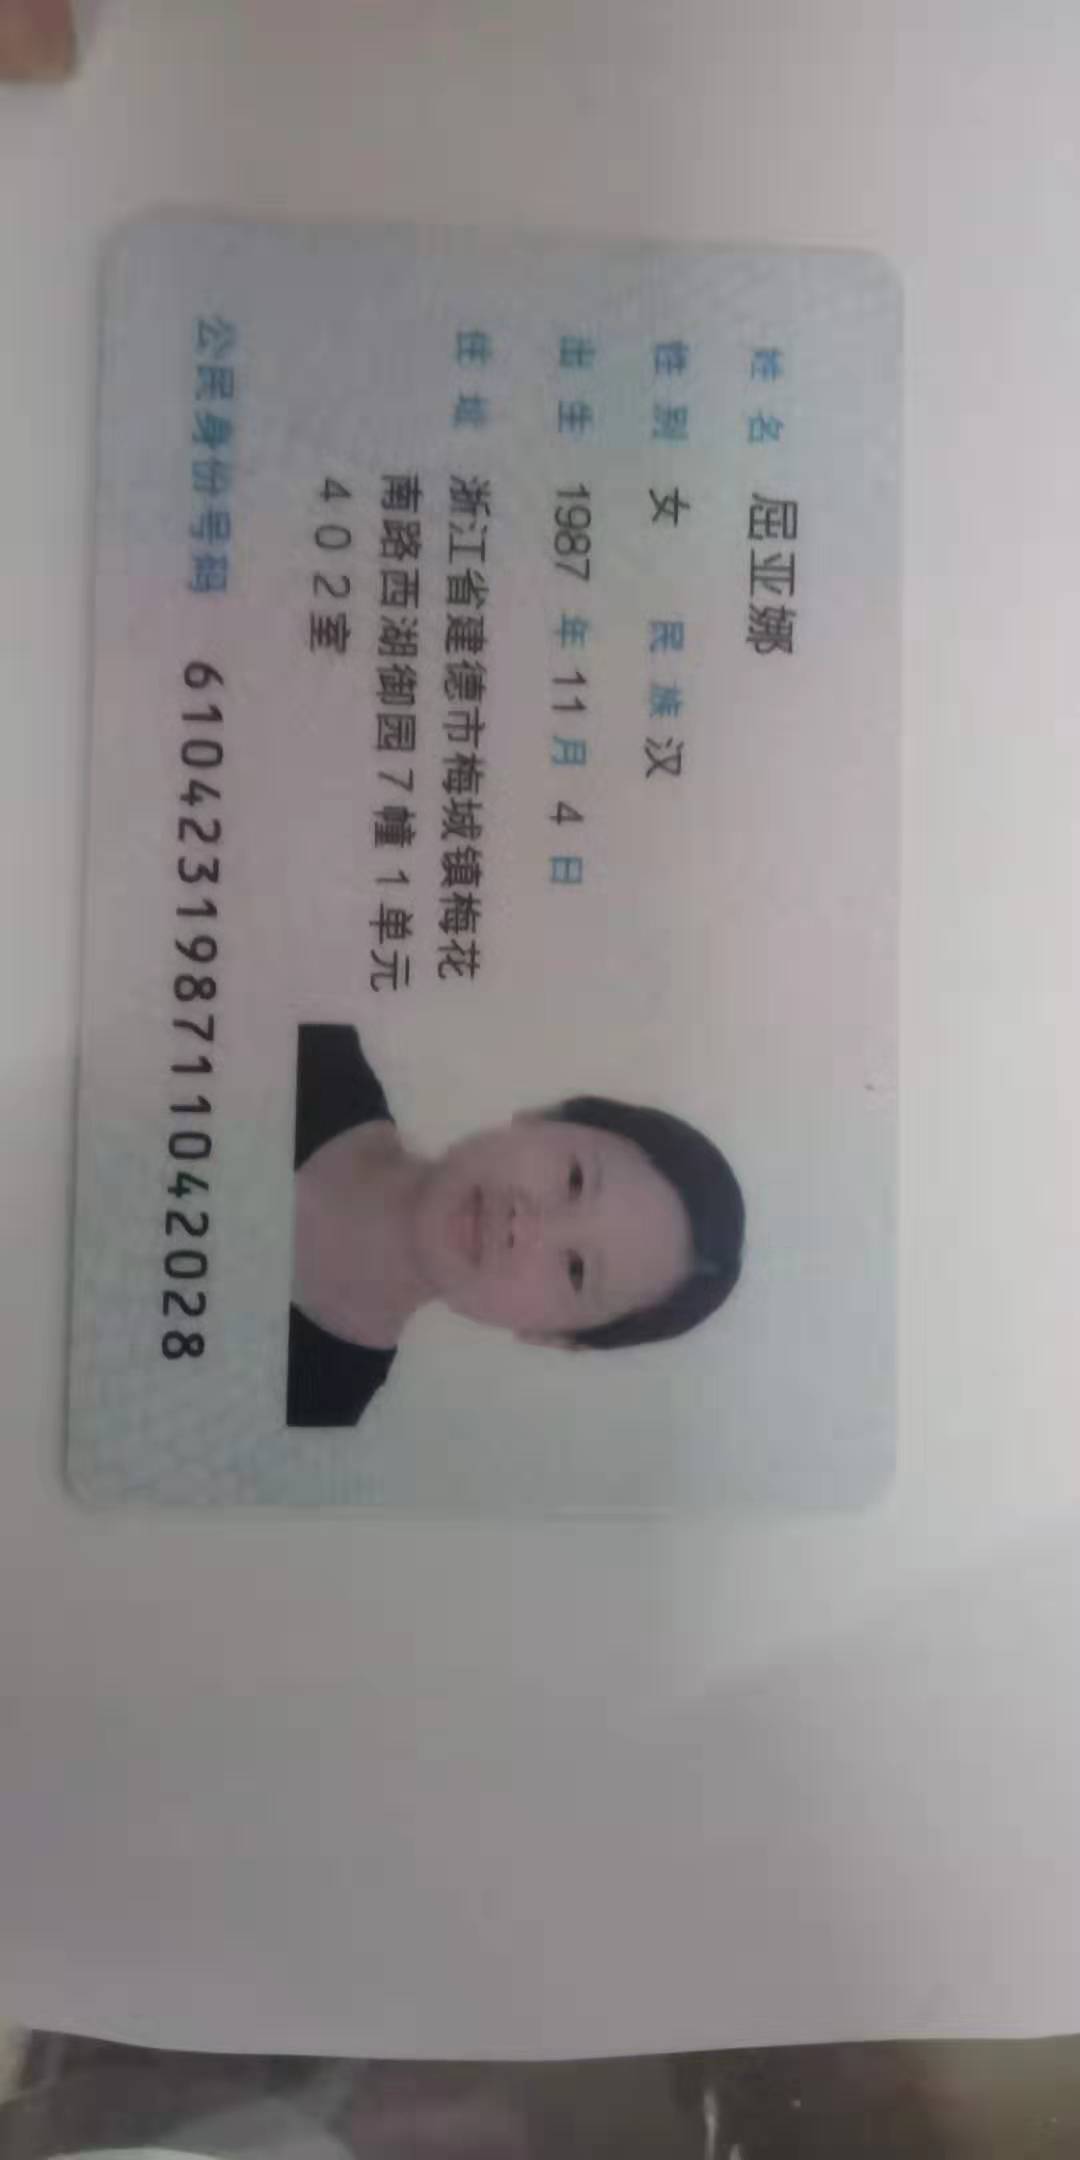 姓名 屈亚娜
性别 女 民族 汉
出生 1987 年 11 月 4 日
住址 浙江省建德市梅城镇梅花
南路西湖御园7幢1单元
402室
公民身份号码 610423198711042028